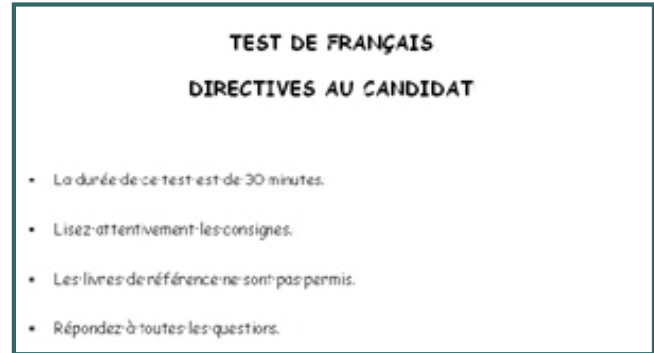 TEST DE FRANÇAIS
DIRECTIVES AU CANDIDAT
• La durée de ce test est de 30 minutes.
• Lisez attentivement les consignes.
• Les livres de référence ne sont pas permis.
• Répondez à toutes les questions.